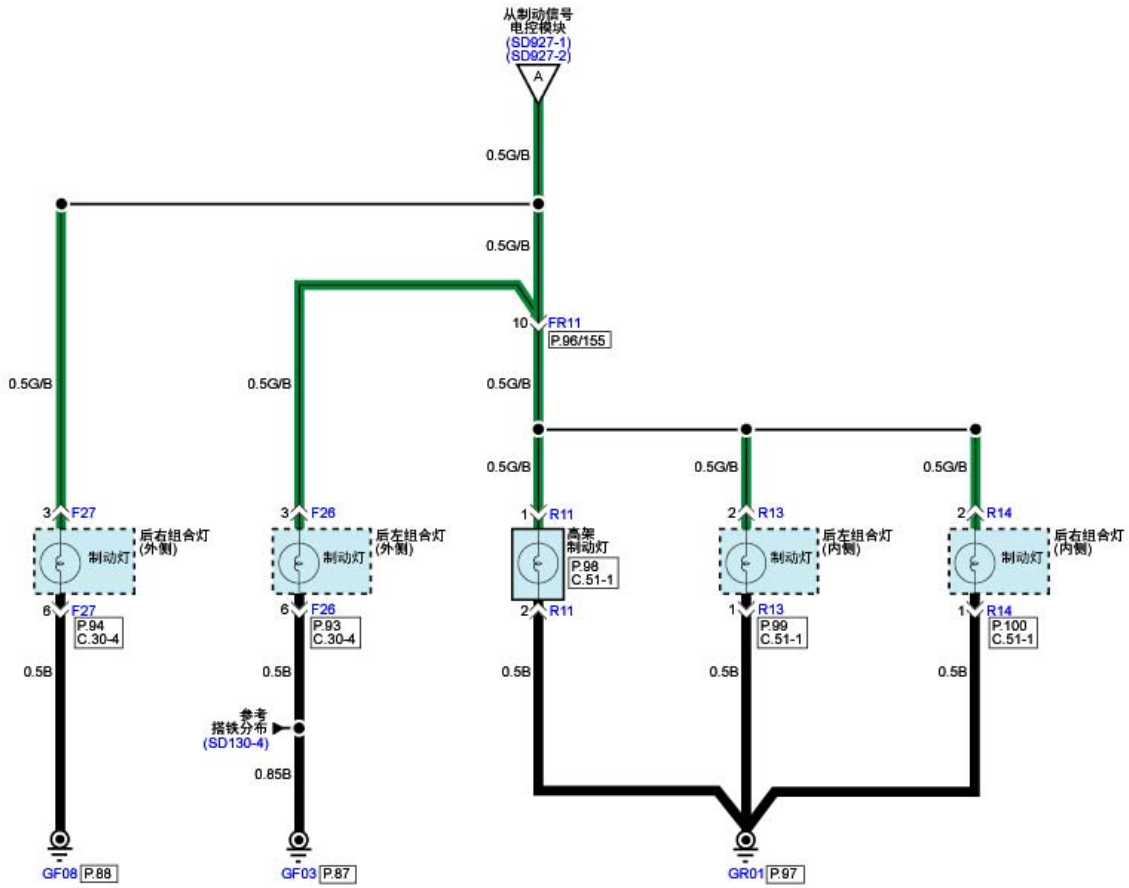 从制动信号
电控模块
(SD927-1)
(SD927-2)
A
0.5G/B
0.5G/B
10 FR11
P.96/155
0.5G/B
0.5G/B
0.5G/B
0.5G/B
0.5G/B
0.5G/B
3 F27
后右组合灯
(外侧)
制动灯
6 F27
P.94
C.30-4
3 F26
后左组合灯
(外侧)
制动灯
6 F26
P.93
C.30-4
1 R11
高架
制动灯
P.98
C.51-1
2 R11
2 R13
后左组合灯
(内侧)
制动灯
1 R13
P.99
C.51-1
2 R14
后右组合灯
(内侧)
制动灯
1 R14
P.100
C.51-1
0.5B
0.5B
0.5B
0.5B
0.5B
参考
搭铁分布
(SD130-4)
0.85B
GF08 P.88
GF03 P.87
GR01 P.97